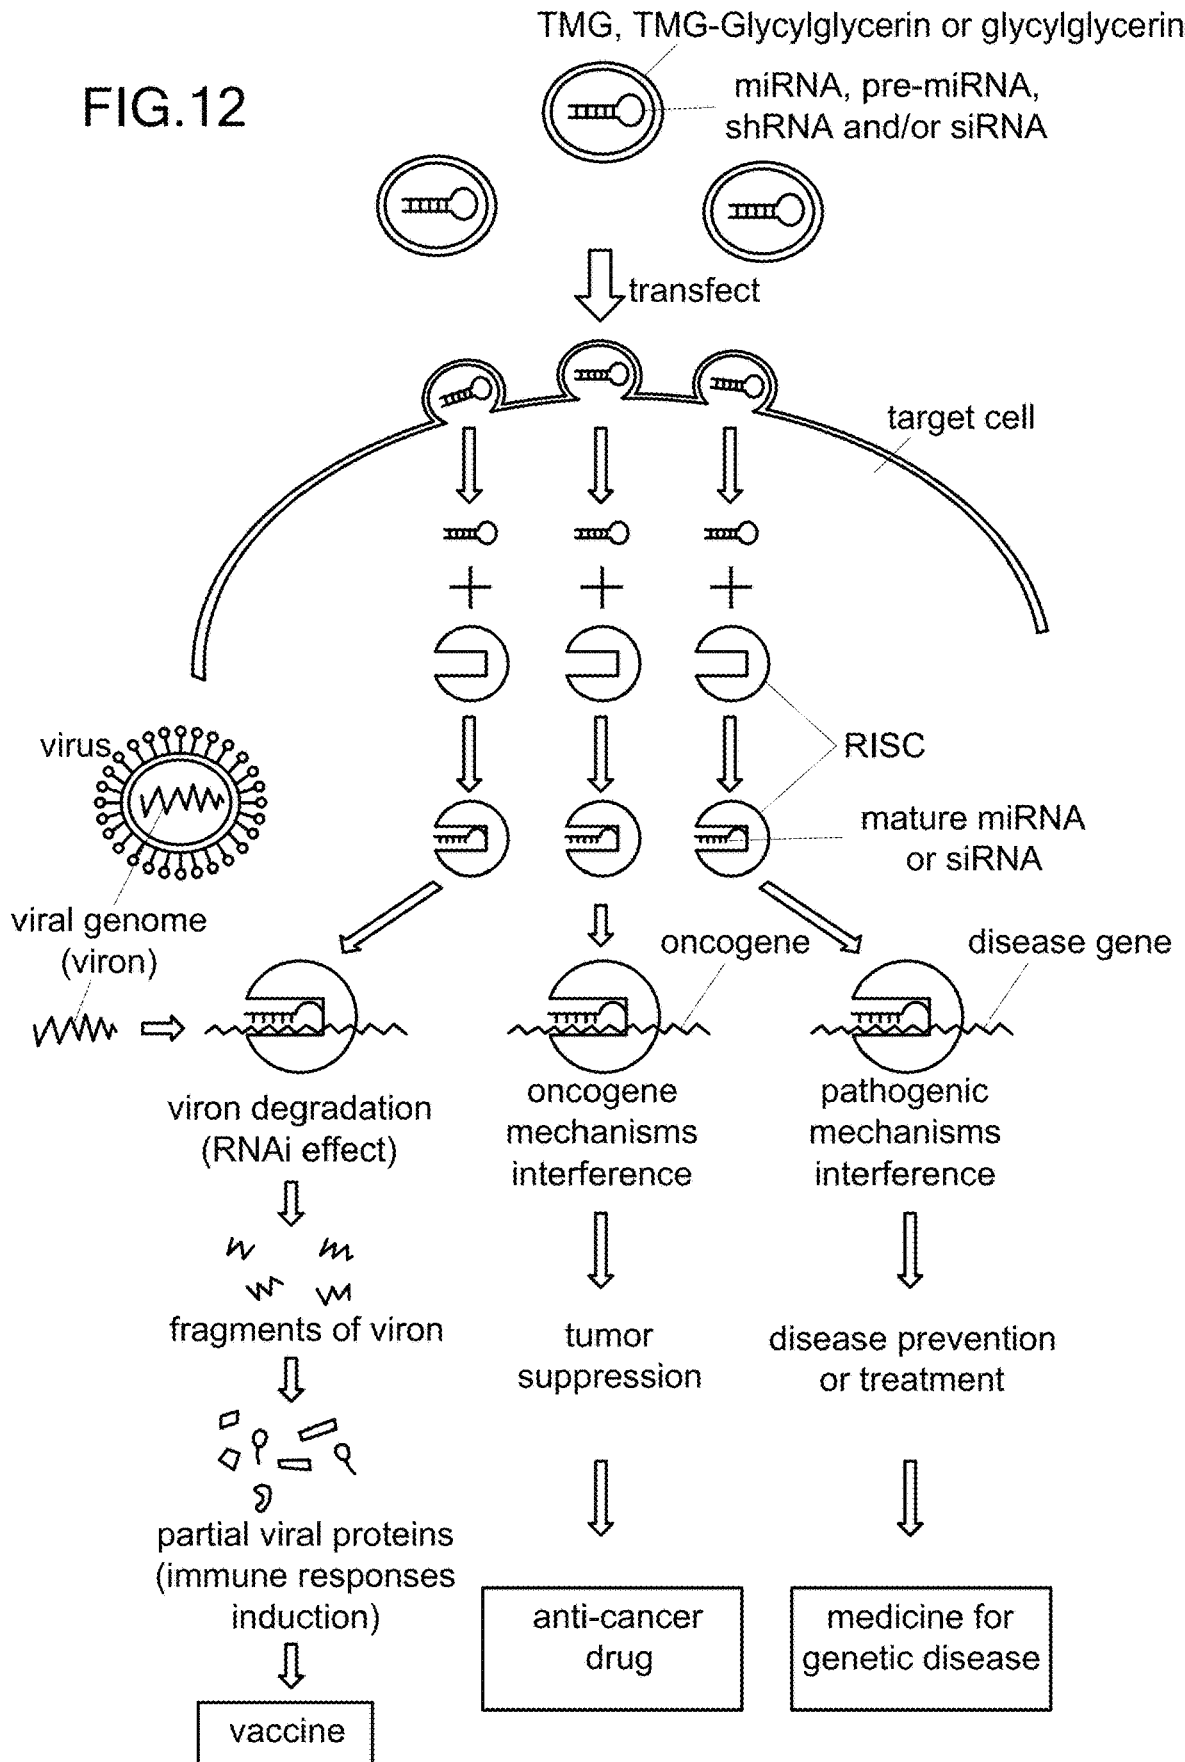 TMG, TMG-Glycylglycerin or glycylglycerin
FIG.12
miRNA, pre-miRNA,
shRNA and/or siRNA
transfect
target cell
virus
RISC
mature miRNA
or siRNA
viral genome
(viron)
oncogene
disease gene
viron degradation
(RNAi effect)
oncogene
mechanisms
interference
pathogenic
mechanisms
interference
fragments of viron
tumor
suppression
disease prevention
or treatment
partial viral proteins
(immune responses
induction)
anti-cancer
drug
medicine for
genetic disease
vaccine